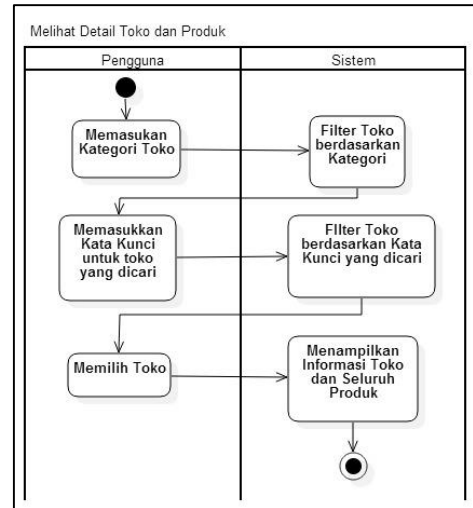 Melihat Detail Toko dan Produk
Pengguna
Sistem
Memasukan
Kategori Toko
Filter Toko
berdasarkan
Kategori
Memasukkan
Kata Kunci
untuk toko
yang dicari
FIlter Toko
berdasarkan Kata
Kunci yang dicari
Memilih Toko
Menampilkan
Informasi Toko
dan Seluruh
Produk